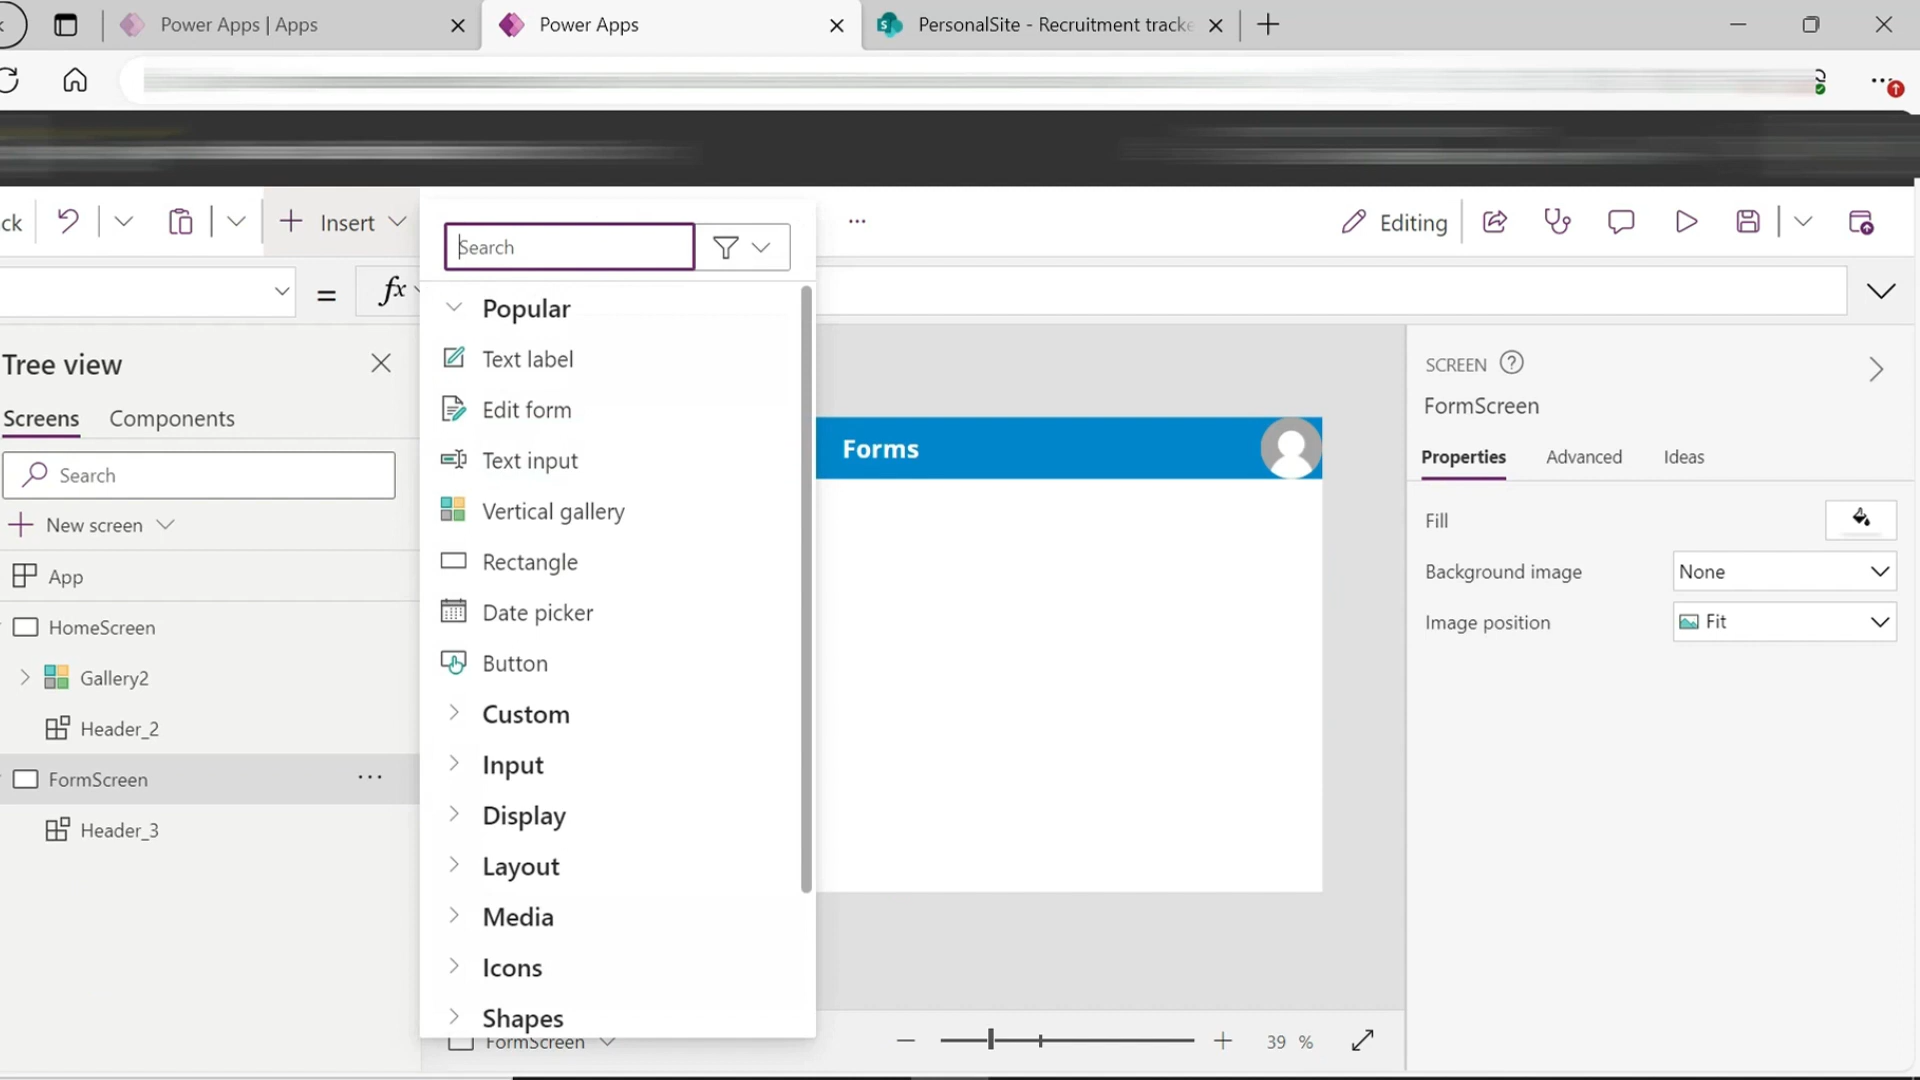 Power Apps | Apps
Power Apps
PersonalSite - Recruitment tracke
ck
Insert
...
Editing
Search
= fx
Popular
Text label
Edit form
Text input
Vertical gallery
Rectangle
Date picker
Button
Custom
Input
Display
Layout
Media
Icons
Shapes
Tree view
Screens
Components
Search
New screen
App
HomeScreen
Gallery2
Header_2
FormScreen
...
Header_3
Forms
SCREEN
FormScreen
Properties
Advanced
Ideas
Fill
Background image
None
Image position
Fit
FormScreen
39 %